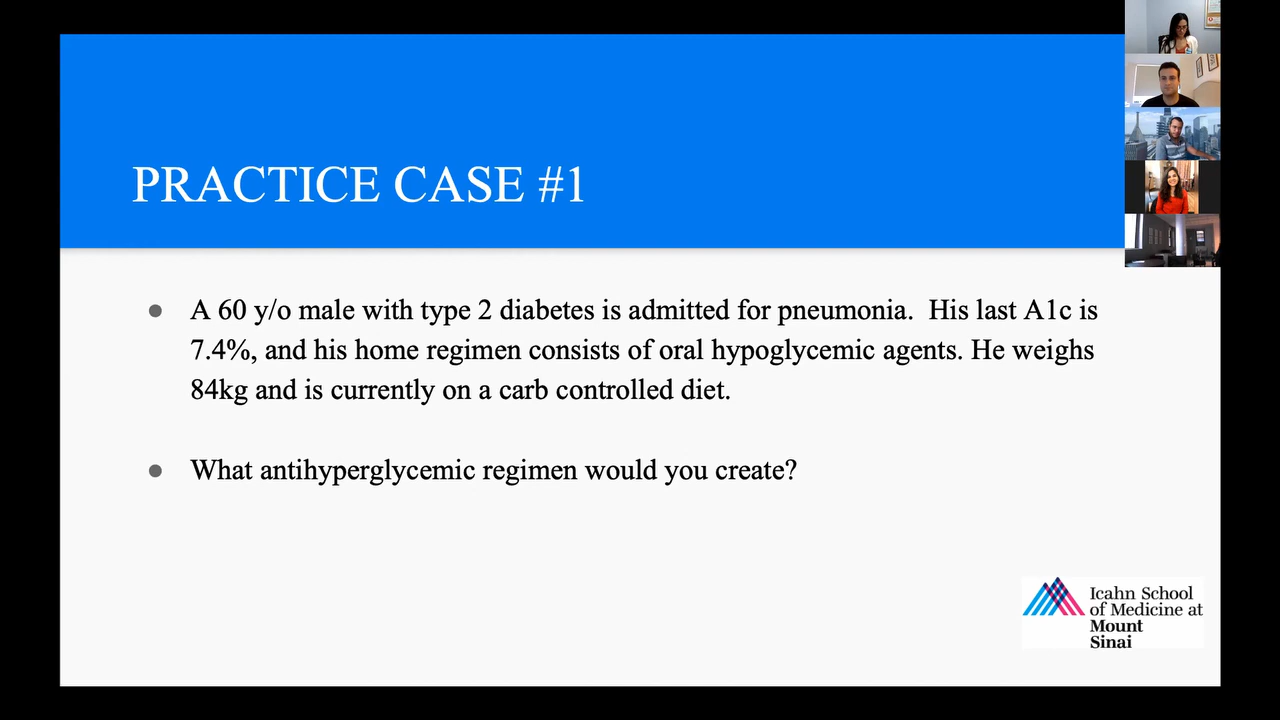 PRACTICE CASE #1
● A 60 y/o male with type 2 diabetes is admitted for pneumonia. His last A1c is
7.4%, and his home regimen consists of oral hypoglycemic agents. He weighs
84kg and is currently on a carb controlled diet.
● What antihyperglycemic regimen would you create?
Icahn School
of Medicine at
Mount
Sinai